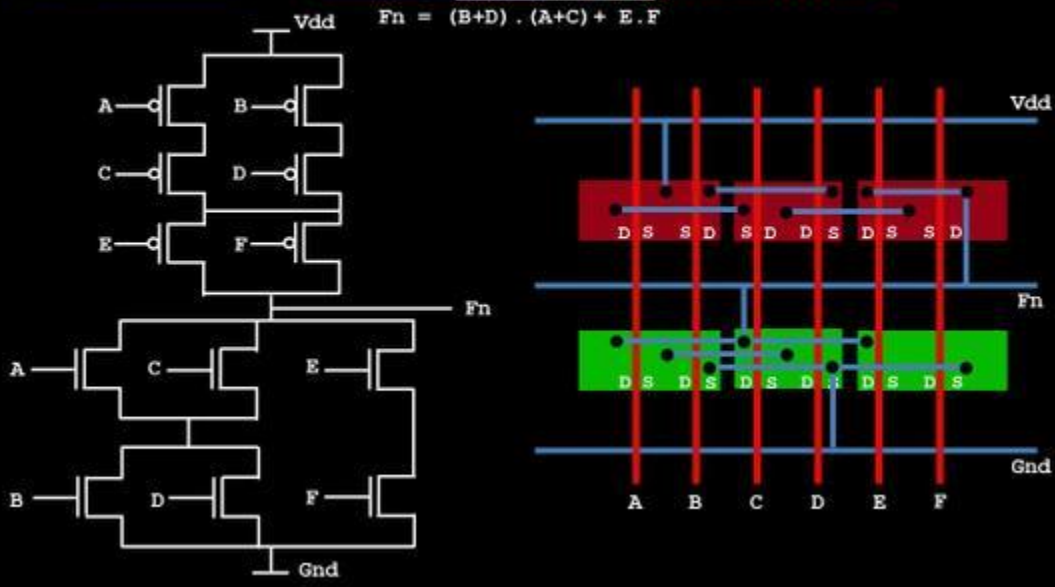 Fn = (B+D).(A+C)+ E.F
Vdd
A
B
C
D
E
F
Fn
A
C
E
B
D
F
Gnd
Vdd
D S S D S D D S D S S D
Fn
D S D S D S D S D S D S
Gnd
A B C D E F